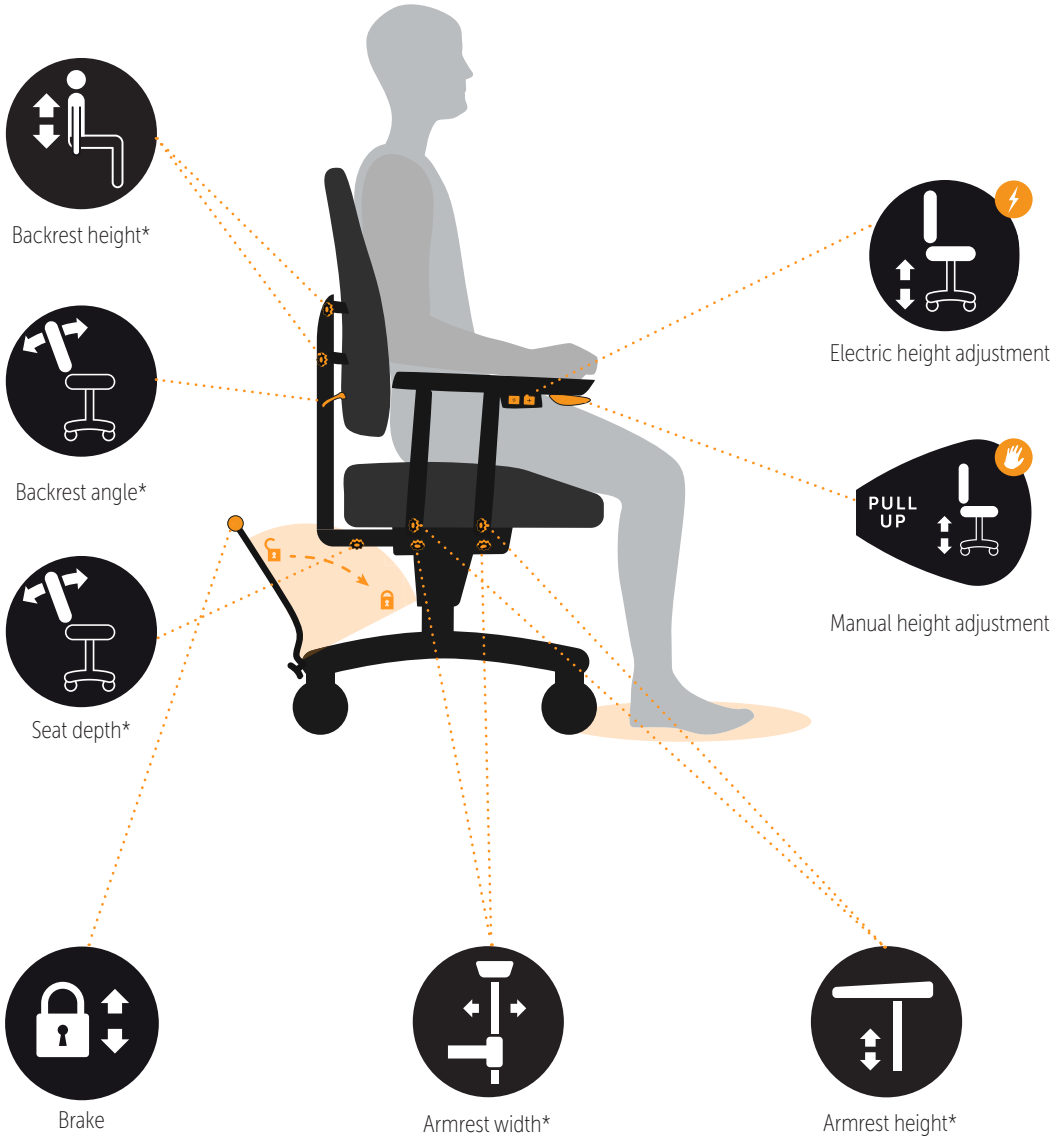 Backrest height*
Electric height adjustment
Backrest angle*
PULL
UP
Manual height adjustment
Seat depth*
Brake
Armrest width*
Armrest height*